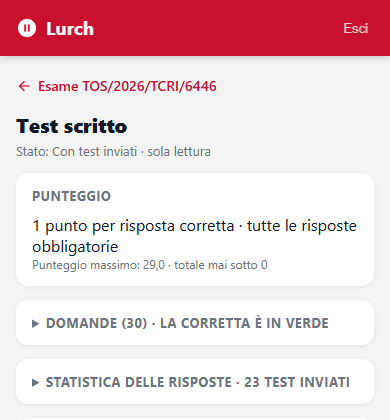 Lurch
Esci
← Esame TOS/2026/TCRI/6446
Test scritto
Stato: Con test inviati · sola lettura
PUNTEGGIO
1 punto per risposta corretta · tutte le risposte
obbligatorie
Punteggio massimo: 29,0 · totale mai sotto 0
▶ DOMANDE (30) · LA CORRETTA È IN VERDE
▶ STATISTICA DELLE RISPOSTE · 23 TEST INVIATI